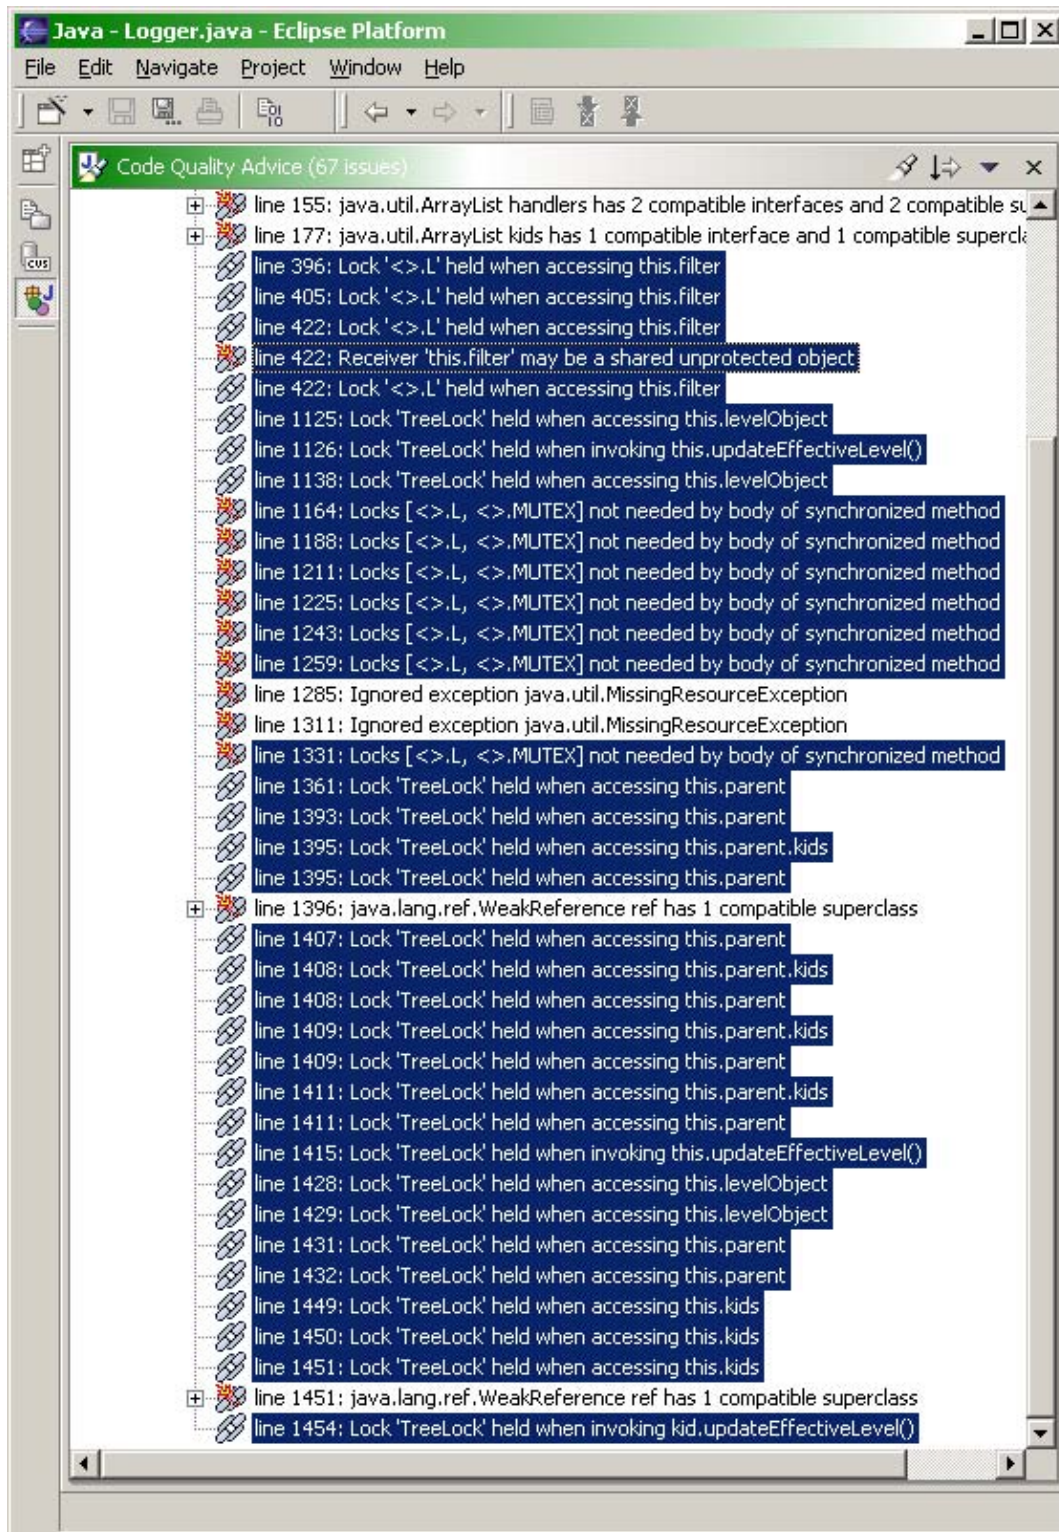 Java - Logger.java - Eclipse Platform
File Edit Navigate Project Window Help
Code Quality Advice (67 issues)
line 155: java.util.ArrayList handlers has 2 compatible interfaces and 2 compatible su
line 177: java.util.ArrayList kids has 1 compatible interface and 1 compatible supercla
line 396: Lock '<>.L' held when accessing this.filter
line 405: Lock '<>.L' held when accessing this.filter
line 422: Lock '<>.L' held when accessing this.filter
line 422: Receiver 'this.filter' may be a shared unprotected object
line 422: Lock '<>.L' held when accessing this.filter
line 1125: Lock 'TreeLock' held when accessing this.levelObject
line 1126: Lock 'TreeLock' held when invoking this.updateEffectiveLevel()
line 1138: Lock 'TreeLock' held when accessing this.levelObject
line 1164: Locks [<>.L, <>.MUTEX] not needed by body of synchronized method
line 1188: Locks [<>.L, <>.MUTEX] not needed by body of synchronized method
line 1211: Locks [<>.L, <>.MUTEX] not needed by body of synchronized method
line 1225: Locks [<>.L, <>.MUTEX] not needed by body of synchronized method
line 1243: Locks [<>.L, <>.MUTEX] not needed by body of synchronized method
line 1259: Locks [<>.L, <>.MUTEX] not needed by body of synchronized method
line 1285: Ignored exception java.util.MissingResourceException
line 1311: Ignored exception java.util.MissingResourceException
line 1331: Locks [<>.L, <>.MUTEX] not needed by body of synchronized method
line 1361: Lock 'TreeLock' held when accessing this.parent
line 1393: Lock 'TreeLock' held when accessing this.parent
line 1395: Lock 'TreeLock' held when accessing this.parent.kids
line 1395: Lock 'TreeLock' held when accessing this.parent
line 1396: java.lang.ref.WeakReference ref has 1 compatible superclass
line 1407: Lock 'TreeLock' held when accessing this.parent
line 1408: Lock 'TreeLock' held when accessing this.parent.kids
line 1408: Lock 'TreeLock' held when accessing this.parent
line 1409: Lock 'TreeLock' held when accessing this.parent.kids
line 1409: Lock 'TreeLock' held when accessing this.parent
line 1411: Lock 'TreeLock' held when accessing this.parent.kids
line 1411: Lock 'TreeLock' held when accessing this.parent
line 1415: Lock 'TreeLock' held when invoking this.updateEffectiveLevel()
line 1428: Lock 'TreeLock' held when accessing this.levelObject
line 1429: Lock 'TreeLock' held when accessing this.levelObject
line 1431: Lock 'TreeLock' held when accessing this.parent
line 1432: Lock 'TreeLock' held when accessing this.parent
line 1449: Lock 'TreeLock' held when accessing this.kids
line 1450: Lock 'TreeLock' held when accessing this.kids
line 1451: Lock 'TreeLock' held when accessing this.kids
line 1451: java.lang.ref.WeakReference ref has 1 compatible superclass
line 1454: Lock 'TreeLock' held when invoking kid.updateEffectiveLevel()